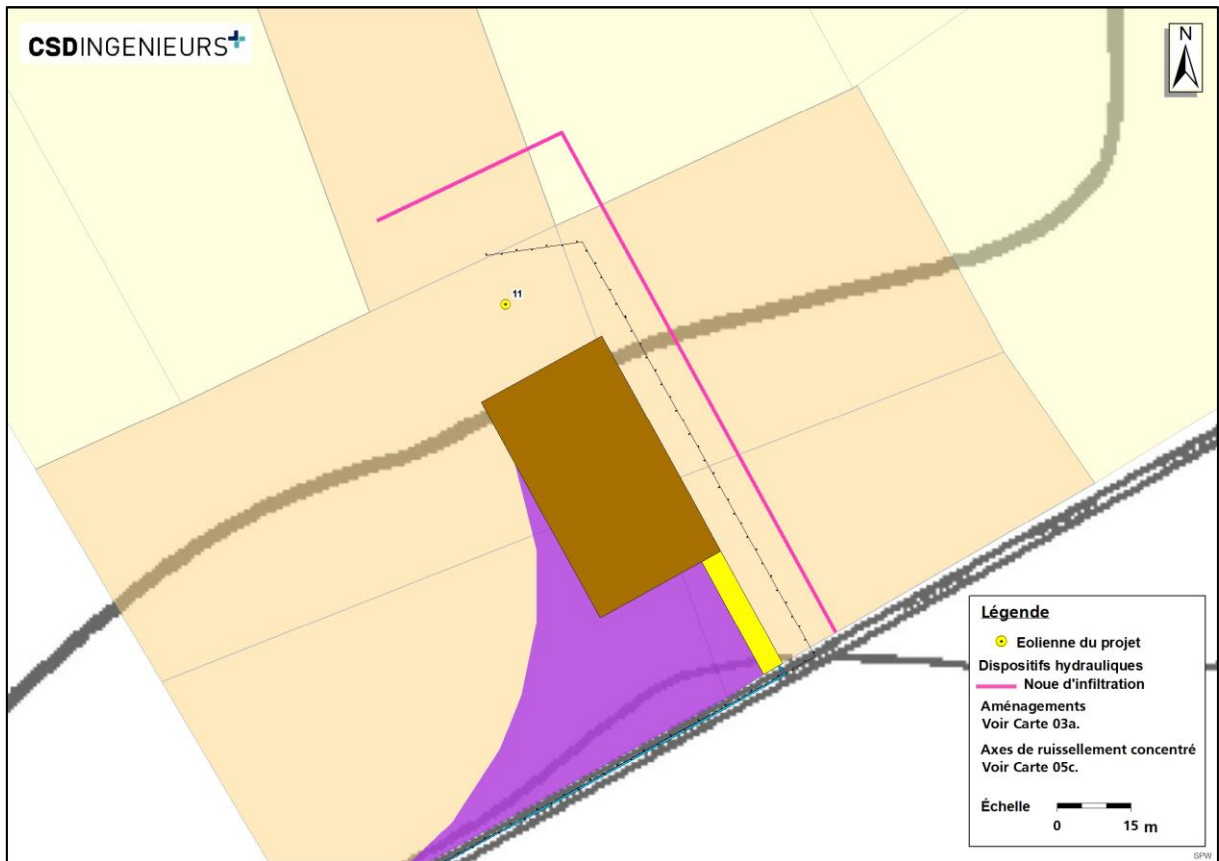 CSDINGENIEURS+
N
11
Légende
Eolienne du projet
Dispositifs hydrauliques
Noue d'infiltration
Aménagements
Voir Carte 03a.
Axes de ruissellement concentré
Voir Carte 05c.
Échelle
0 15 m
SPW